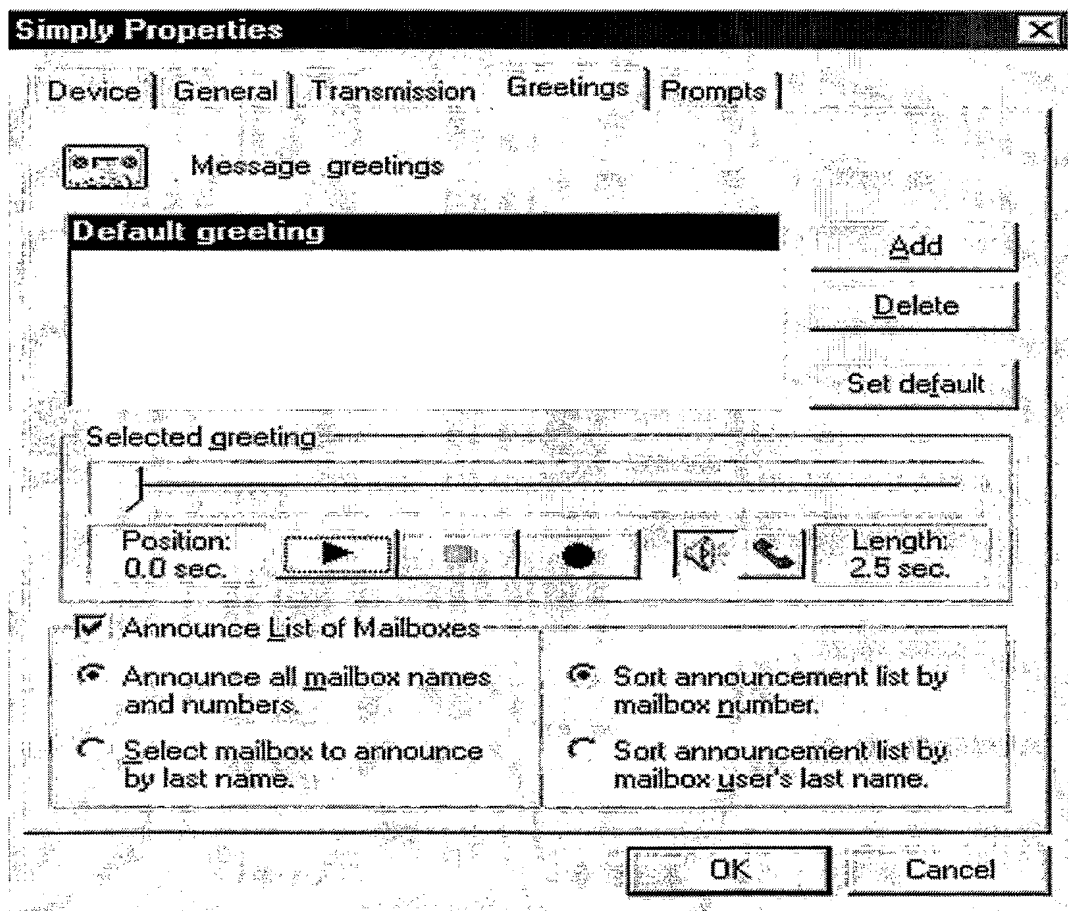 Simply Properties
Device General Transmission Greetings Prompts
Message greetings
Default greeting
Add
Delete
Set default
Selected greeting
Position:
0.0 sec.
Length:
2.5 sec.
Announce List of Mailboxes
Announce all mailbox names
and numbers.
Select mailbox to announce
by last name.
Sort announcement list by
mailbox number.
Sort announcement list by
mailbox user's last name.
OK Cancel